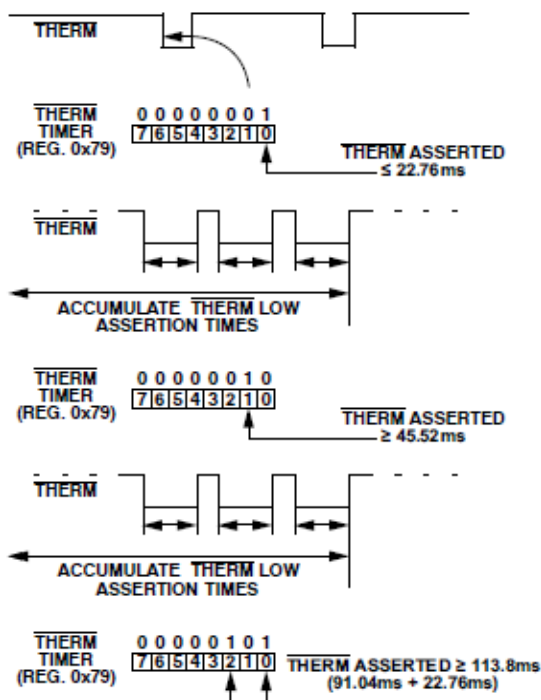 THERM
THERM
TIMER
(REG. 0x79)
0 0 0 0 0 0 0 1
7 6 5 4 3 2 1 0
THERM ASSERTED
≤ 22.76ms
THERM
ACCUMULATE THERM LOW
ASSERTION TIMES
THERM
TIMER
(REG. 0x79)
0 0 0 0 0 0 1 0
7 6 5 4 3 2 1 0
THERM ASSERTED
≥ 45.52ms
THERM
ACCUMULATE THERM LOW
ASSERTION TIMES
THERM
TIMER
(REG. 0x79)
0 0 0 0 0 1 0 1
7 6 5 4 3 2 1 0
THERM ASSERTED ≥ 113.8ms
(91.04ms + 22.76ms)